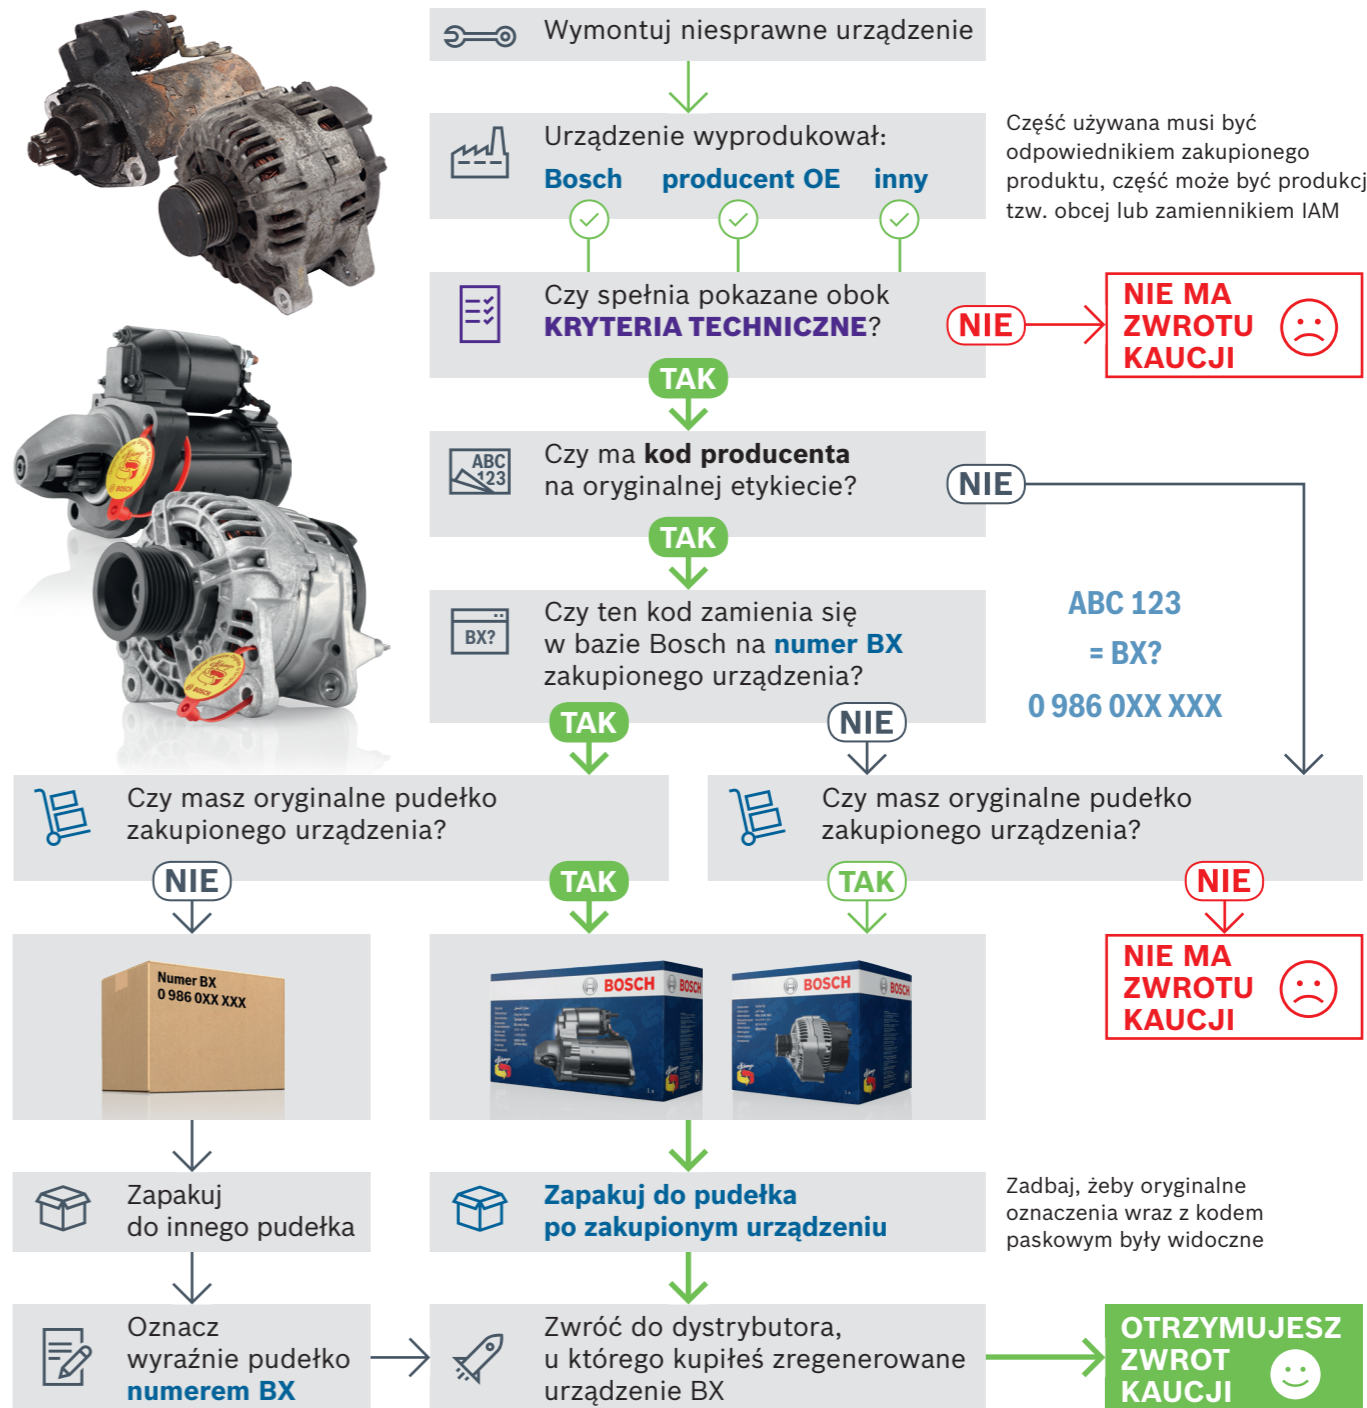 Wymontuj niesprawne urządzenie
Urządzenie wyprodukował:
Bosch producent OE inny
Część używana musi być
odpowiednikiem zakupionego
produktu, część może być produkcj
tzw. obcej lub zamiennikiem IAM
Czy spełnia pokazane obok
KRYTERIA TECHNICZNE?
NIE
NIE MA
ZWROTU
KAUCJI
TAK
ABC
123
Czy ma kod producenta
na oryginalnej etykiecie?
NIE
TAK
BX?
Czy ten kod zamienia się
w bazie Bosch na numer BX
zakupionego urządzenia?
ABC 123
= BX?
0 986 0XX XXX
TAK
NIE
BOSCH
BOSCH
Czy masz oryginalne pudełko
zakupionego urządzenia?
Czy masz oryginalne pudełko
zakupionego urządzenia?
NIE
TAK
TAK
NIE
Numer BX
0 986 0XX XXX
BOSCH
BOSCH
BOSCH
BOSCH
NIE MA
ZWROTU
KAUCJI
Zapakuj
do innego pudełka
Zapakuj do pudełka
po zakupionym urządzeniu
Zadbaj, żeby oryginalne
oznaczenia wraz z kodem
paskowym były widoczne
Oznacz
wyraźnie pudełko
numerem BX
Zwróć do dystrybutora,
u którego kupiłeś zregenerowane
urządzenie BX
OTRZYMUJESZ
ZWROT
KAUCJI